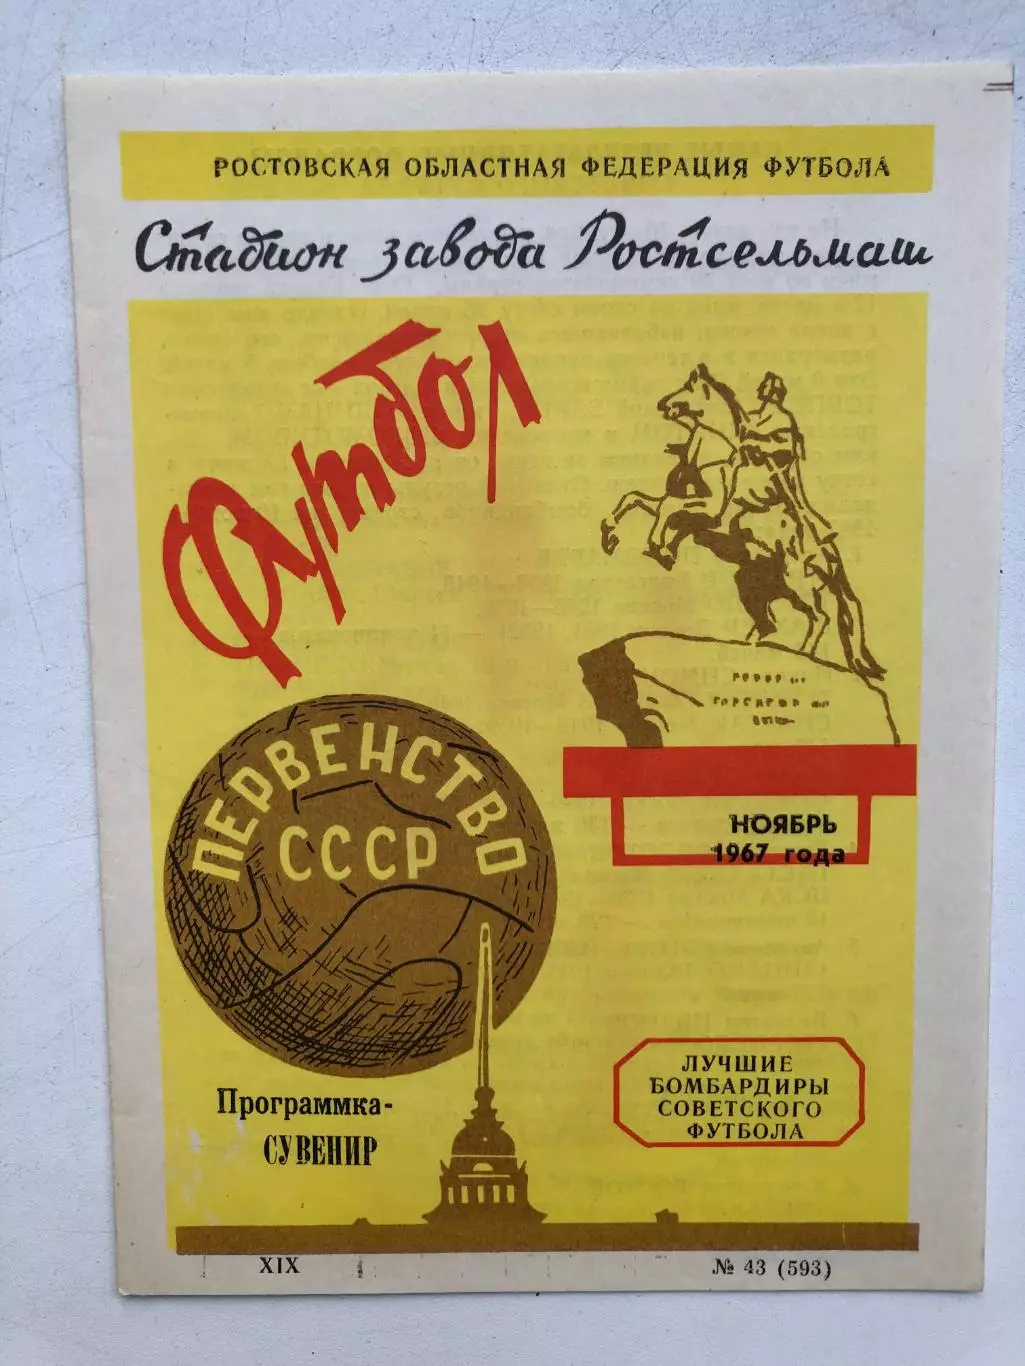 РОСТОВСКАЯ ОБЛАСТНАЯ ФЕДЕРАЦИЯ ФУТБОЛА
Стадион завода Ростсельмаш
Футбол
ПЕРВЕНСТВО
СССР
НОЯБРЬ
1967 года
Программка-
СУВЕНИР
ЛУЧШИЕ
БОМБАРДИРЫ
СОВЕТСКОГО
ФУТБОЛА
XIX
№ 43 (593)